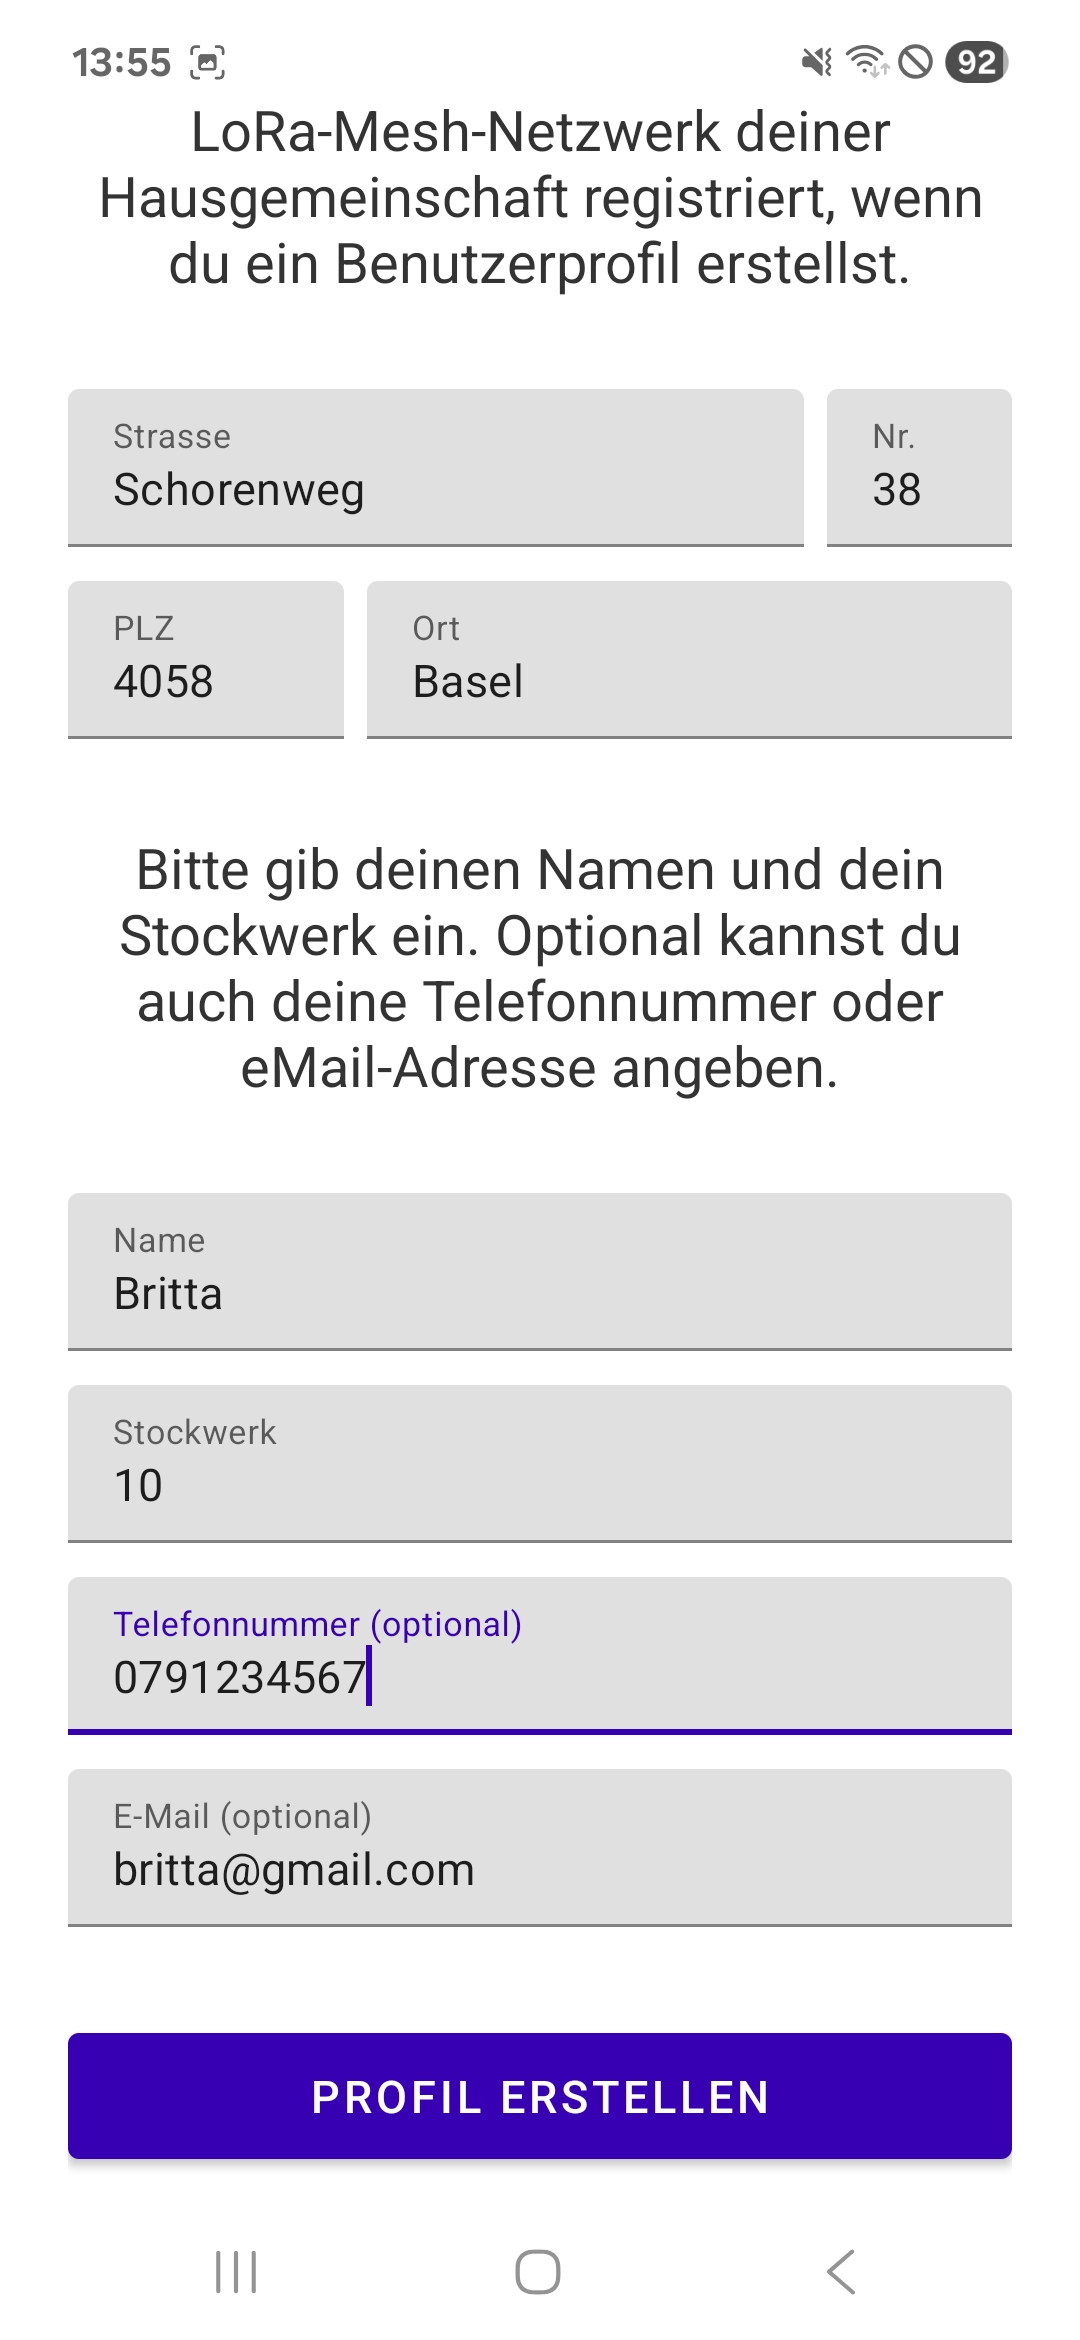 13:55
92
LoRa-Mesh-Netzwerk deiner
Hausgemeinschaft registriert, wenn
du ein Benutzerprofil erstellst.
Strasse
Schorenweg
Nr.
38
PLZ
4058
Ort
Basel
Bitte gib deinen Namen und dein
Stockwerk ein. Optional kannst du
auch deine Telefonnummer oder
eMail-Adresse angeben.
Name
Britta
Stockwerk
10
Telefonnummer (optional)
0791234567
E-Mail (optional)
britta@gmail.com
PROFIL ERSTELLEN